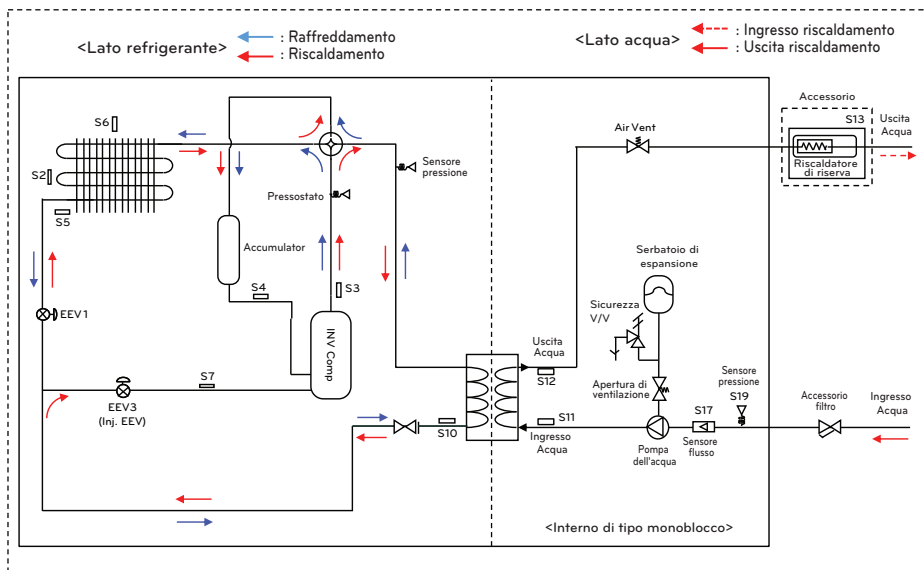 <Lato refrigerante>
: Raffreddamento
: Riscaldamento
<Lato acqua>
: Ingresso riscaldamento
: Uscita riscaldamento
Accessorio
S13
Riscaldatore
di riserva
Uscita
Acqua
Air Vent
S6
S2
S5
Sensore
pressione
Pressostato
Accumulator
S4
S3
INV Comp
EEV1
S7
EEV3
(Inj. EEV)
S10
Serbatoio di
espansione
Sicurezza
V/V
Uscita
Acqua
S12
Apertura di
ventilazione
Sensore
pressione
S19
S11
Ingresso
Acqua
Pompa
dell'acqua
S17
Sensore
flusso
Accessorio
filtro
Ingresso
Acqua
<Interno di tipo monoblocco>